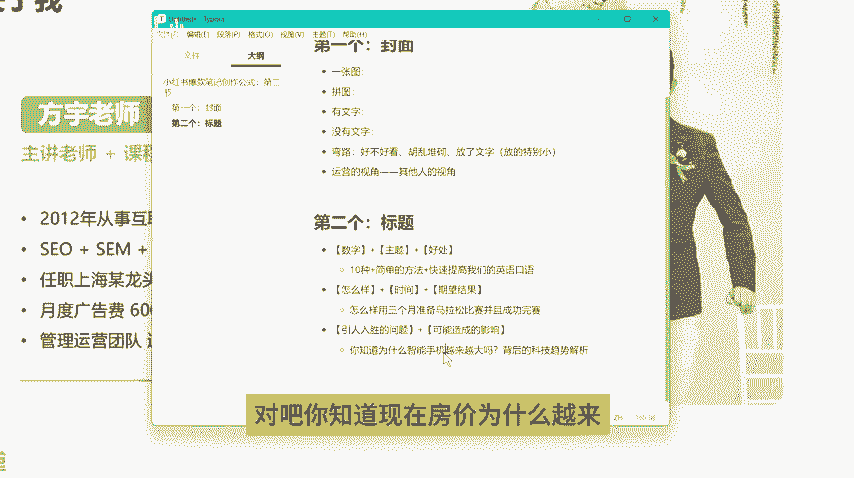 方宇老师
主讲老师 + 课程
• 2012年从事互联
• SEO + SEM +
• 任职上海某龙头
• 月度广告费 600
• 管理运营团队
Untitled - Typora
文件(F) 编辑(E) 段落(P) 格式(O) 视图(V) 主题(T) 帮助(H)
文件 大纲
小红书爆款笔记创作公式：第二
节
第一个：封面
第二个：标题
第一个：封面
• 一张图：
• 拼图：
• 有文字：
• 没有文字：
• 弯路：好不好看、胡乱堆砌、放了文字（放的特别小）
• 运营的视角——其他人的视角
第二个：标题
• 【数字】+【主题】+【好处】
○ 10种+简单的方法+快速提高我们的英语口语
• 【怎么样】+【时间】+【期望结果】
○ 怎么样用三个月准备马拉松比赛并且成功完赛
• 【引人入胜的问题】+【可能造成的影响】
○ 你知道为什么智能手机越来越大吗？背后的科技趋势解析
对吧你知道现在房价为什么越来